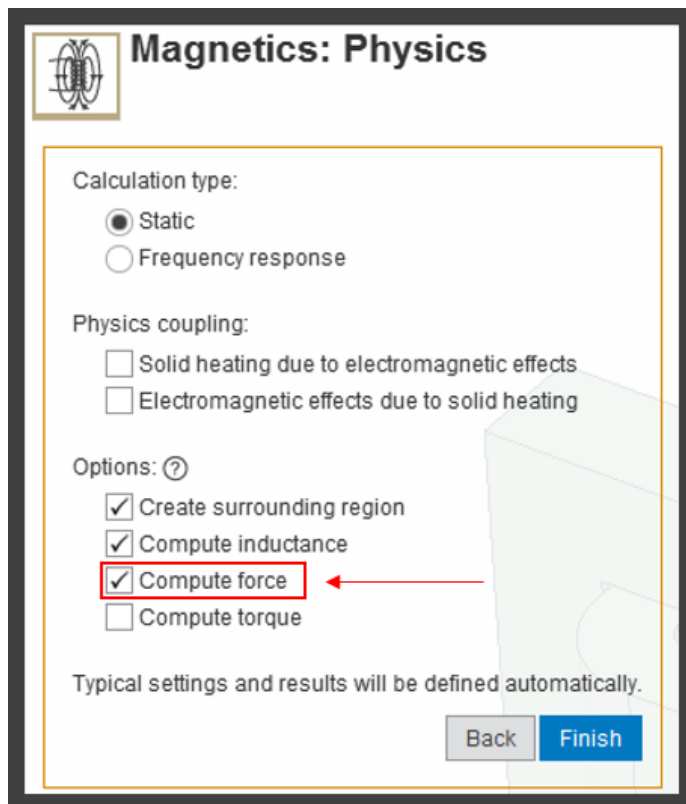 Magnetics: Physics
Calculation type:
Static
Frequency response
Physics coupling:
Solid heating due to electromagnetic effects
Electromagnetic effects due to solid heating
Options: ?
Create surrounding region
Compute inductance
Compute force
Compute torque
Typical settings and results will be defined automatically.
Back Finish